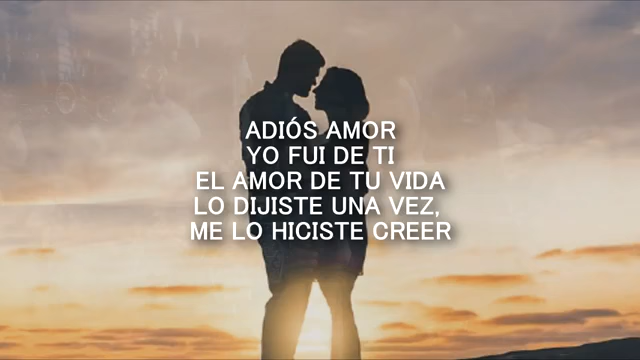 ADIÓS AMOR
YO FUI DE TI
EL AMOR DE TU VIDA
LO DIJISTE UNA VEZ,
ME LO HICISTE CREER